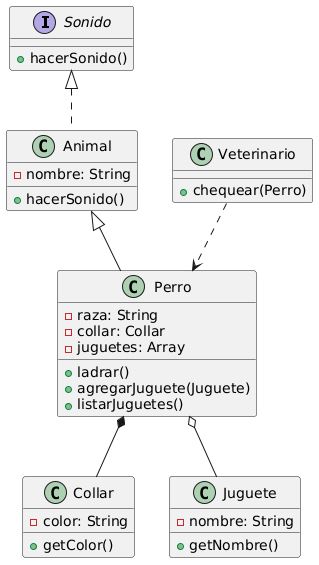 I Sonido
+ hacerSonido()
C Animal
- nombre: String
+ hacerSonido()
C Veterinario
+ chequear(Perro)
C Perro
- raza: String
- collar: Collar
- juguetes: Array
+ ladrar()
+ agregarJuguete(Juguete)
+ listarJuguetes()
C Collar
- color: String
+ getColor()
C Juguete
- nombre: String
+ getNombre()